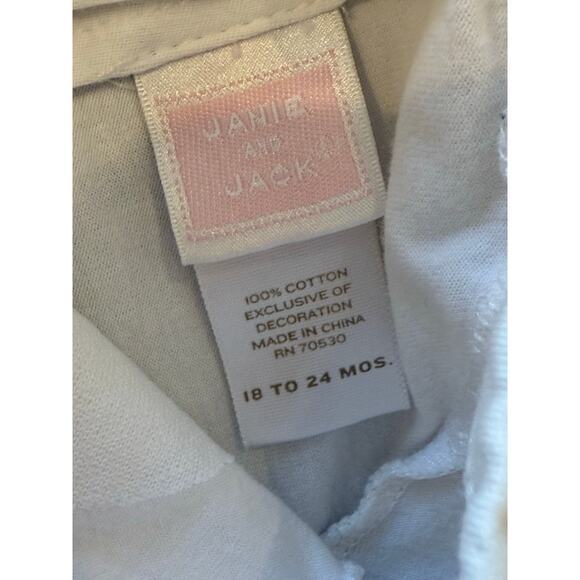 JANIE
AND
JACK®
100% COTTON
EXCLUSIVE OF
DECORATION
MADE IN CHINA
RN 70530
18 TO 24 MOS.